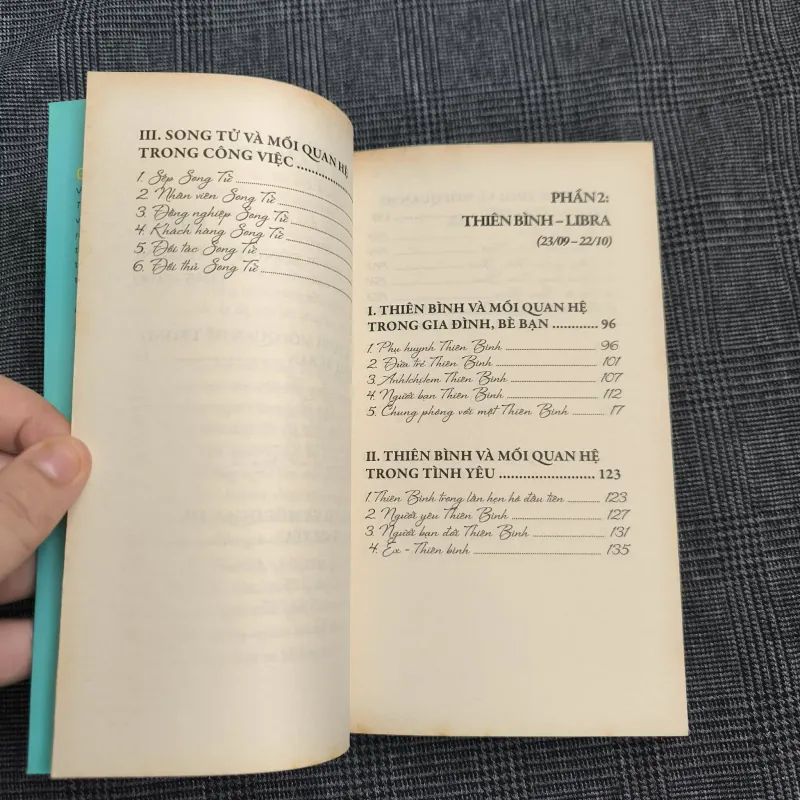 III. SONG TỬ VÀ MỐI QUAN HỆ
TRONG CÔNG VIỆC ............
1. Sếp Song Tử
2. Nhân viên Song Tử
3. Đồng nghiệp Song Tử
4. Khách hàng Song Tử
5. Đối tác Song Tử
6. Đối thủ Song Tử
PHẦN 2:
THIÊN BÌNH – LIBRA
(23/09 – 22/10)
I. THIÊN BÌNH VÀ MỐI QUAN HỆ
TRONG GIA ĐÌNH, BÈ BẠN ............ 96
1. Phụ huynh Thiên Bình 96
2. Đứa trẻ Thiên Bình 101
3. Anh/chị/em Thiên Bình 107
4. Người bạn Thiên Bình 112
5. Chung phòng với một Thiên Bình 17
II. THIÊN BÌNH VÀ MỐI QUAN HỆ
TRONG TÌNH YÊU ......................... 123
1. Thiên Bình trong lần hẹn hò đầu tiên 123
2. Người yêu Thiên Bình 127
3. Người bạn đời Thiên Bình 131
4. Ex - Thiên bình 135